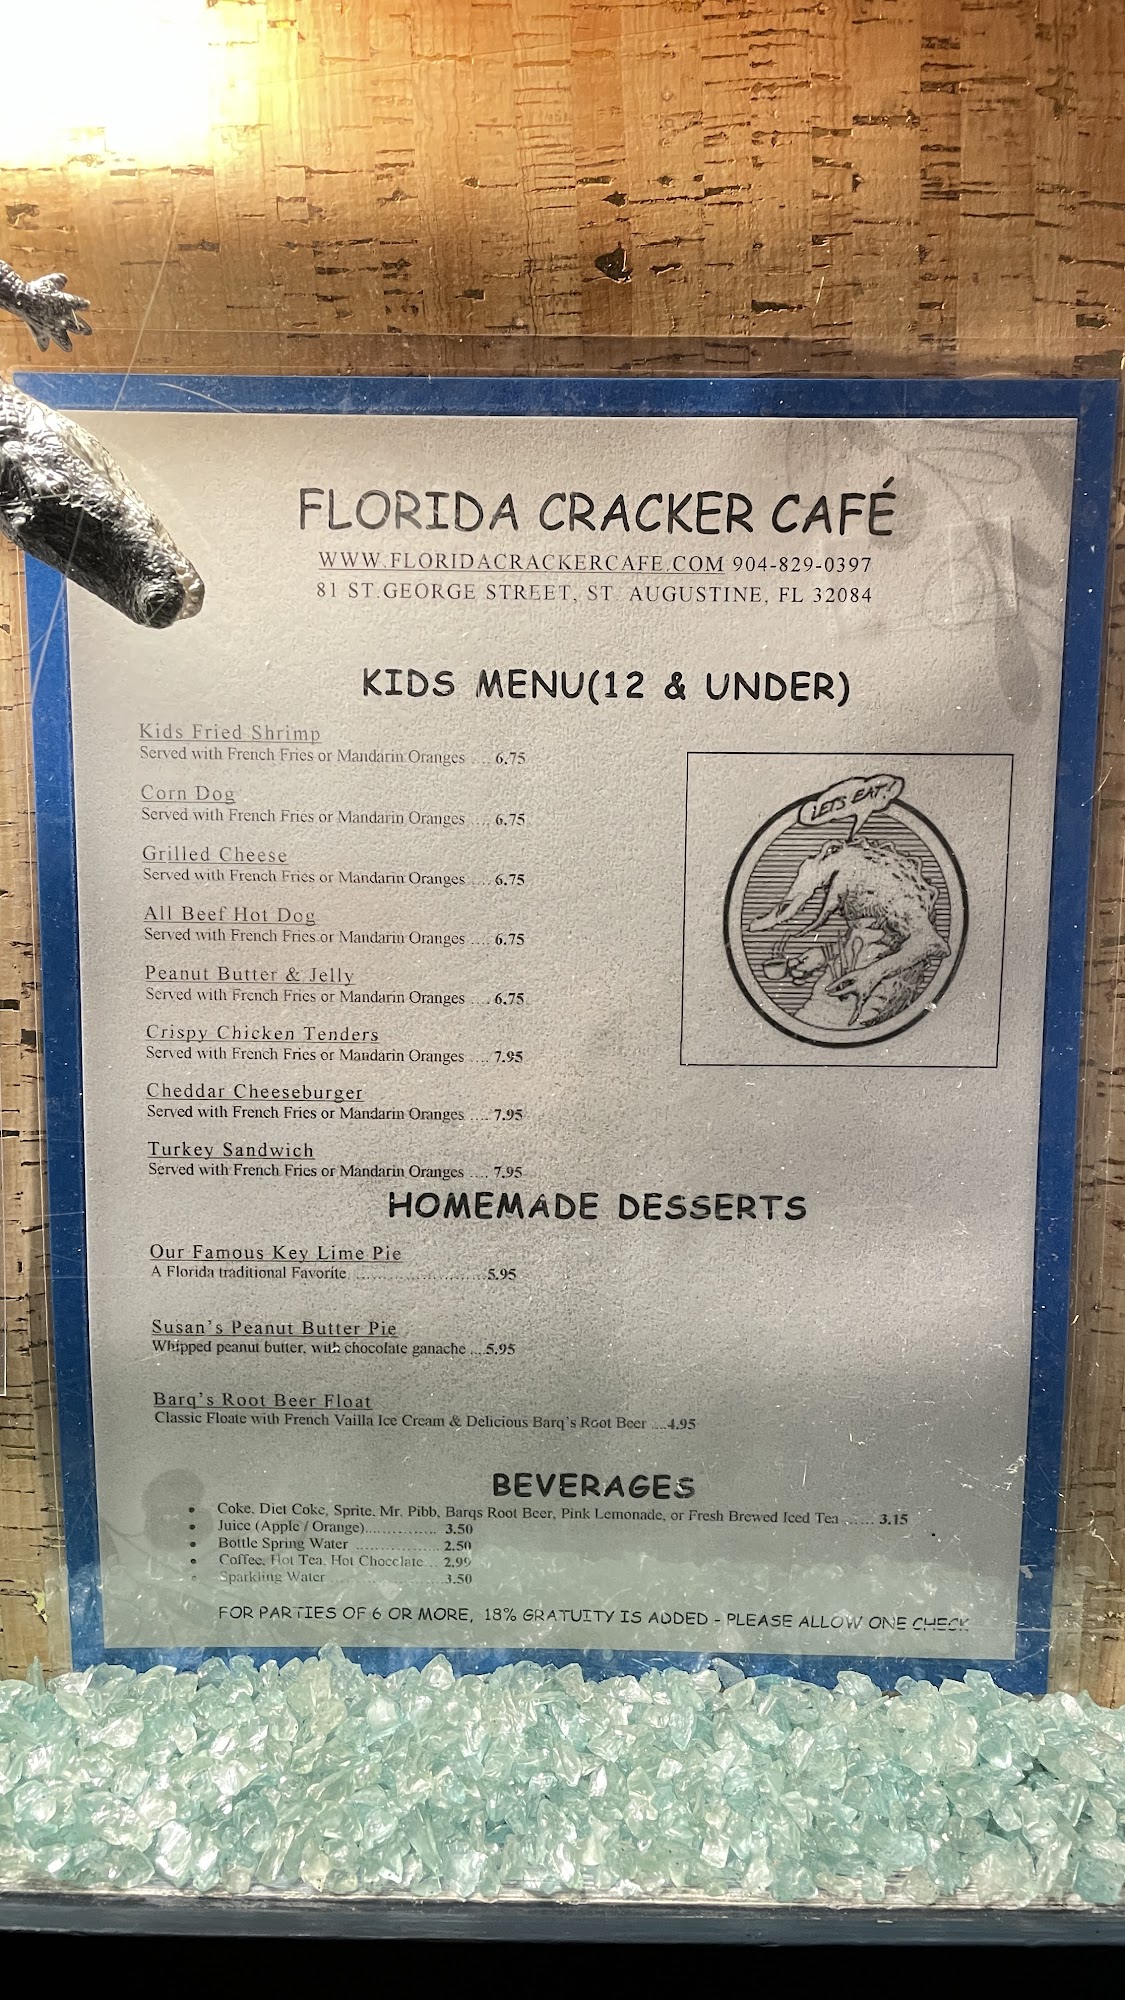 FLORIDA CRACKER CAFÉ
WWW.FLORIDACRACKERCAFE.COM 904-829-0397
81 ST.GEORGE STREET, ST. AUGUSTINE, FL 32084
KIDS MENU(12 & UNDER)
Kids Fried Shrimp
Served with French Fries or Mandarin Oranges .... 6.75
Corn Dog
Served with French Fries or Mandarin Oranges .... 6.75
Grilled Cheese
Served with French Fries or Mandarin Oranges .... 6.75
All Beef Hot Dog
Served with French Fries or Mandarin Oranges .... 6.75
Peanut Butter & Jelly
Served with French Fries or Mandarin Oranges .... 6.75
Crispy Chicken Tenders
Served with French Fries or Mandarin Oranges .... 7.95
Cheddar Cheeseburger
Served with French Fries or Mandarin Oranges .... 7.95
Turkey Sandwich
Served with French Fries or Mandarin Oranges .... 7.95
LETS EAT!
HOMEMADE DESSERTS
Our Famous Key Lime Pie
A Florida traditional Favorite ..........................5.95
Susan's Peanut Butter Pie
Whipped peanut butter, with chocolate ganache ....5.95
Barq's Root Beer Float
Classic Floate with French Vailla Ice Cream & Delicious Barq's Root Beer ....4.95
BEVERAGES
• Coke, Diet Coke, Sprite, Mr. Pibb, Barqs Root Beer, Pink Lemonade, or Fresh Brewed Iced Tea ...... 3.15
• Juice (Apple / Orange)................ 3.50
• Bottle Spring Water ................... 2.50
• Coffee, Hot Tea, Hot Chocclate... 2.99
• Sparkling Water .......................3.50
FOR PARTIES OF 6 OR MORE, 18% GRATUITY IS ADDED - PLEASE ALLOW ONE CHECK